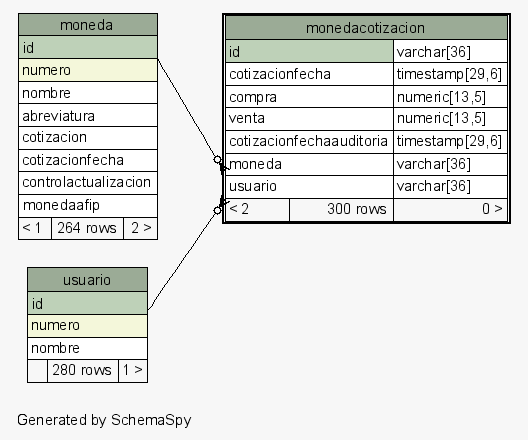 moneda
id
numero
nombre
abreviatura
cotizacion
cotizacionfecha
controlactualizacion
monedaafip
< 1 264 rows 2 >
monedacotizacion
id varchar[36]
cotizacionfecha timestamp[29,6]
compra numeric[13,5]
venta numeric[13,5]
cotizacionfechaauditoria timestamp[29,6]
moneda varchar[36]
usuario varchar[36]
< 2 300 rows 0 >
usuario
id
numero
nombre
280 rows 1 >
Generated by SchemaSpy